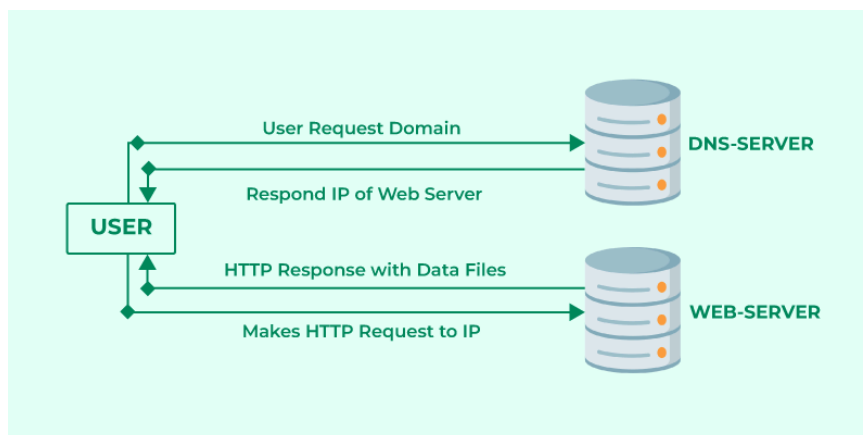 User Request Domain
DNS-SERVER
Respond IP of Web Server
USER
HTTP Response with Data Files
WEB-SERVER
Makes HTTP Request to IP